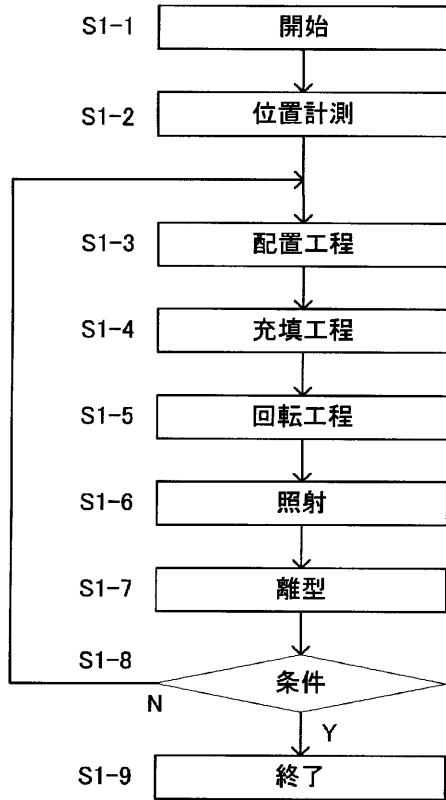 S1-1 開始
S1-2 位置計測
S1-3 配置工程
S1-4 充填工程
S1-5 回転工程
S1-6 照射
S1-7 離型
S1-8 条件
N
Y
S1-9 終了